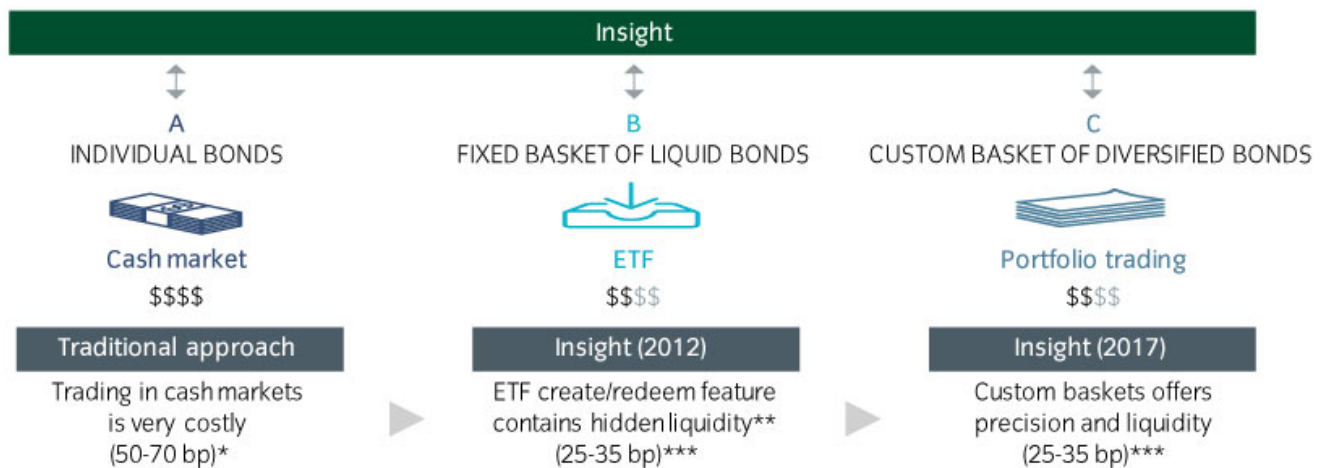 Insight
A
INDIVIDUAL BONDS
Cash market
$$$$
Traditional approach
Trading in cash markets
is very costly
(50-70 bp)*
B
FIXED BASKET OF LIQUID BONDS
ETF
$$$$
Insight (2012)
ETF create/redeem feature
contains hidden liquidity**
(25-35 bp)***
C
CUSTOM BASKET OF DIVERSIFIED BONDS
Portfolio trading
$$$$
Insight (2017)
Custom baskets offers
precision and liquidity
(25-35 bp)***